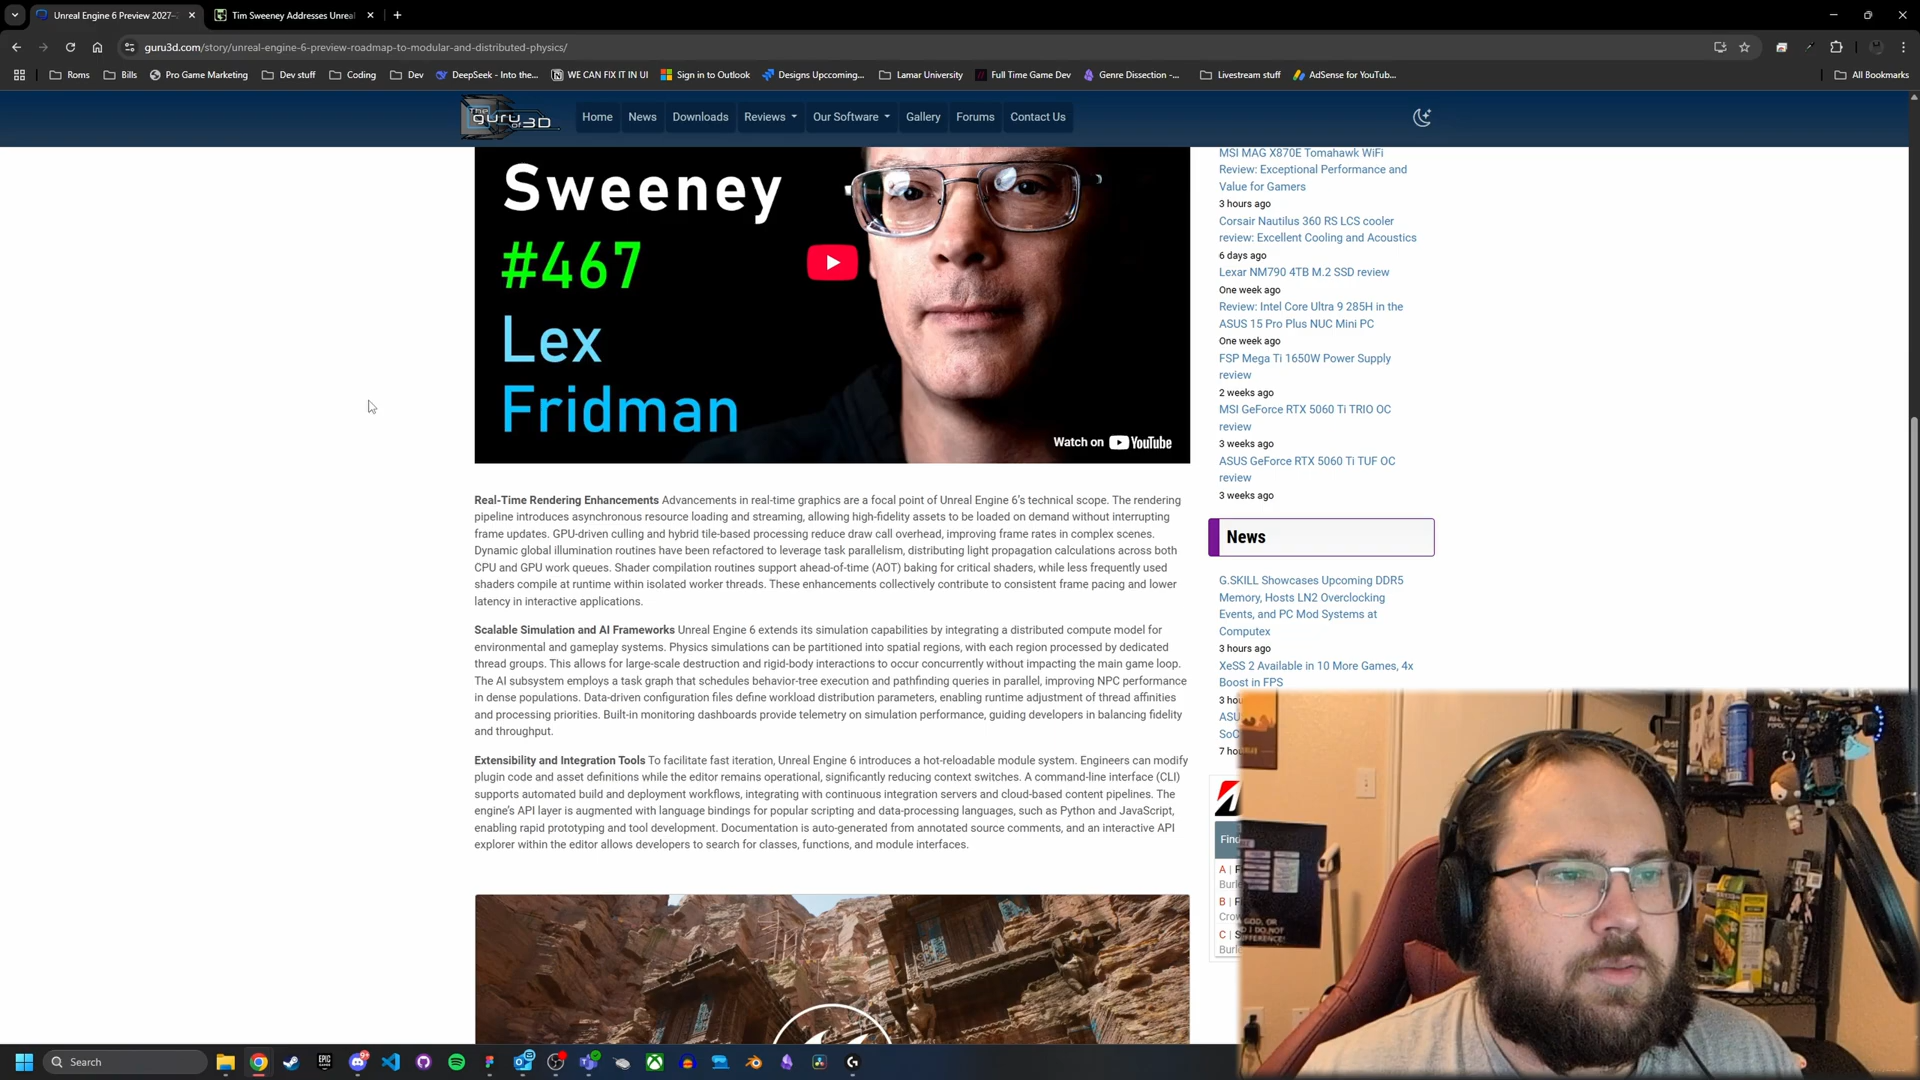 Unreal Engine 6 Preview 2027–
Tim Sweeney Addresses Unreal
guru3d.com/story/unreal-engine-6-preview-roadmap-to-modular-and-distributed-physics/
Roms
Bills
Pro Game Marketing
Dev stuff
Coding
Dev
DeepSeek - Into the...
WE CAN FIX IT IN UI
Sign in to Outlook
Designs Upccoming...
Lamar University
Full Time Game Dev
Genre Dissection -...
Livestream stuff
AdSense for YouTub...
All Bookmarks
The guru of 3D
Home
News
Downloads
Reviews
Our Software
Gallery
Forums
Contact Us
Sweeney
#467
Lex
Fridman
Watch on YouTube
Real-Time Rendering Enhancements Advancements in real-time graphics are a focal point of Unreal Engine 6's technical scope. The rendering
pipeline introduces asynchronous resource loading and streaming, allowing high-fidelity assets to be loaded on demand without interrupting
frame updates. GPU-driven culling and hybrid tile-based processing reduce draw call overhead, improving frame rates in complex scenes.
Dynamic global illumination routines have been refactored to leverage task parallelism, distributing light propagation calculations across both
CPU and GPU work queues. Shader compilation routines support ahead-of-time (AOT) baking for critical shaders, while less frequently used
shaders compile at runtime within isolated worker threads. These enhancements collectively contribute to consistent frame pacing and lower
latency in interactive applications.
Scalable Simulation and AI Frameworks Unreal Engine 6 extends its simulation capabilities by integrating a distributed compute model for
environmental and gameplay systems. Physics simulations can be partitioned into spatial regions, with each region processed by dedicated
thread groups. This allows for large-scale destruction and rigid-body interactions to occur concurrently without impacting the main game loop.
The AI subsystem employs a task graph that schedules behavior-tree execution and pathfinding queries in parallel, improving NPC performance
in dense populations. Data-driven configuration files define workload distribution parameters, enabling runtime adjustment of thread affinities
and processing priorities. Built-in monitoring dashboards provide telemetry on simulation performance, guiding developers in balancing fidelity
and throughput.
Extensibility and Integration Tools To facilitate fast iteration, Unreal Engine 6 introduces a hot-reloadable module system. Engineers can modify
plugin code and asset definitions while the editor remains operational, significantly reducing context switches. A command-line interface (CLI)
supports automated build and deployment workflows, integrating with continuous integration servers and cloud-based content pipelines. The
engine's API layer is augmented with language bindings for popular scripting and data-processing languages, such as Python and JavaScript,
enabling rapid prototyping and tool development. Documentation is auto-generated from annotated source comments, and an interactive API
explorer within the editor allows developers to search for classes, functions, and module interfaces.
MSI MAG X870E Tomahawk WiFi
Review: Exceptional Performance and
Value for Gamers
3 hours ago
Corsair Nautilus 360 RS LCS cooler
review: Excellent Cooling and Acoustics
6 days ago
Lexar NM790 4TB M.2 SSD review
One week ago
Review: Intel Core Ultra 9 285H in the
ASUS 15 Pro Plus NUC Mini PC
One week ago
FSP Mega Ti 1650W Power Supply
review
2 weeks ago
MSI GeForce RTX 5060 Ti TRIO OC
review
3 weeks ago
ASUS GeForce RTX 5060 Ti TUF OC
review
3 weeks ago
News
G.SKILL Showcases Upcoming DDR5
Memory, Hosts LN2 Overclocking
Events, and PC Mod Systems at
Computex
3 hours ago
XeSS 2 Available in 10 More Games, 4x
Boost in FPS
3 hou
ASU
SoC
7 hou
Find
A | F
Burl
B | F
Crow
C | S
Burl
GOD, OR
DO NOT
DIFFERENCE!
Search
EPIC